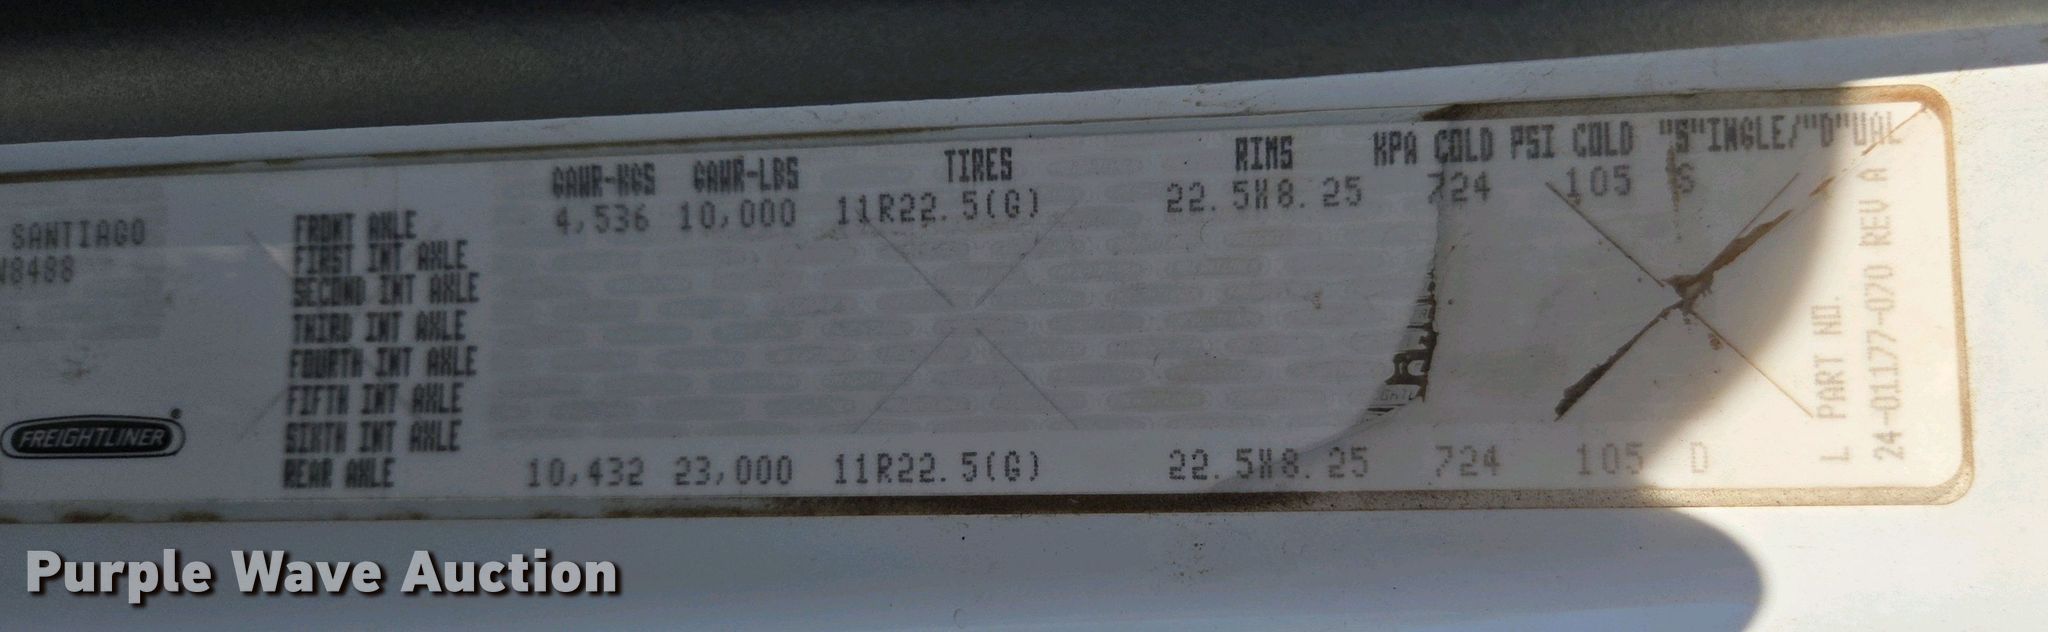 GAWR-KGS GAWR-LBS TIRES RIMS KPA COLD PSI COLD "S"INGLE/"D"UAL
SANTIAGO
8488
FRONT AXLE 4,536 10,000 11R22.5(G) 22.5X8.25 724 105 S
FIRST INT AXLE
SECOND INT AXLE
THIRD INT AXLE
FOURTH INT AXLE
FIFTH INT AXLE
SIXTH INT AXLE
REAR AXLE 10,432 23,000 11R22.5(G) 22.5X8.25 724 105 D
FREIGHTLINER
L PART NO.
24-01177-020 REV A
Purple Wave Auction